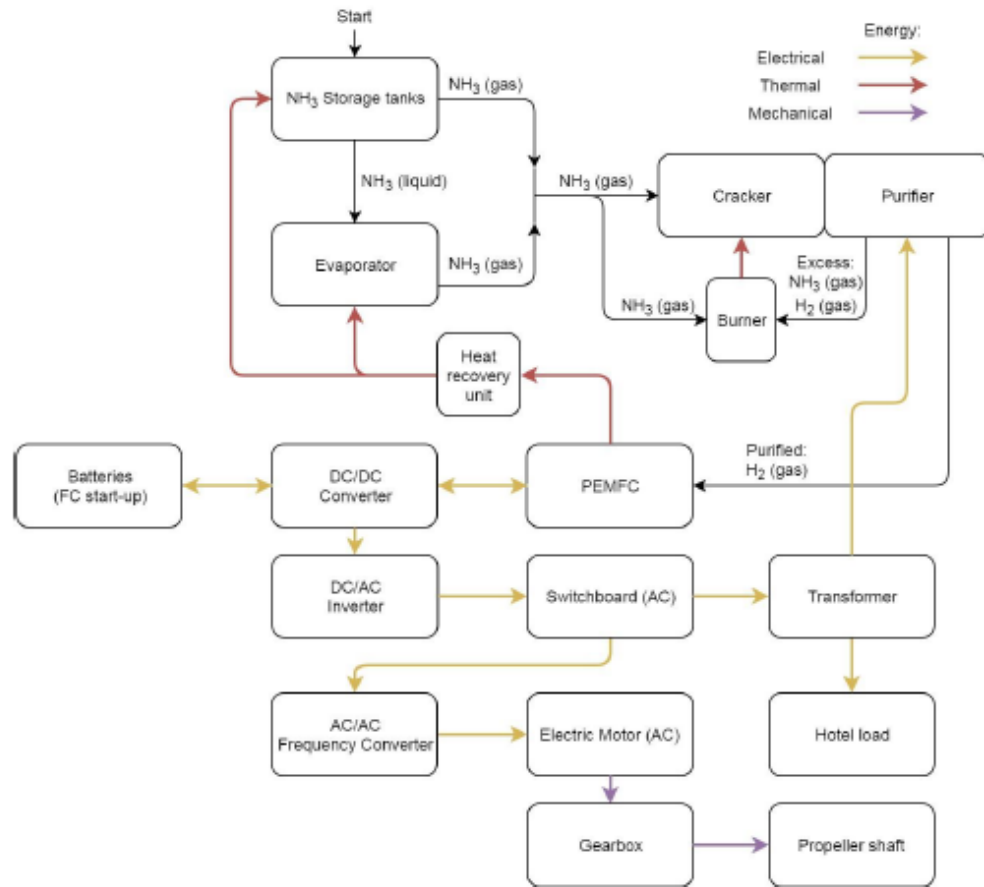 Start
Energy:
Electrical
Thermal
Mechanical
NH₃ Storage tanks
NH₃ (gas)
NH₃ (liquid)
NH₃ (gas)
Cracker
Purifier
Evaporator
NH₃ (gas)
Excess:
NH₃ (gas)
H₂ (gas)
NH₃ (gas)
Burner
Heat
recovery
unit
Batteries
(FC start-up)
DC/DC
Converter
PEMFC
Purified:
H₂ (gas)
DC/AC
Inverter
Switchboard (AC)
Transformer
AC/AC
Frequency Converter
Electric Motor (AC)
Hotel load
Gearbox
Propeller shaft